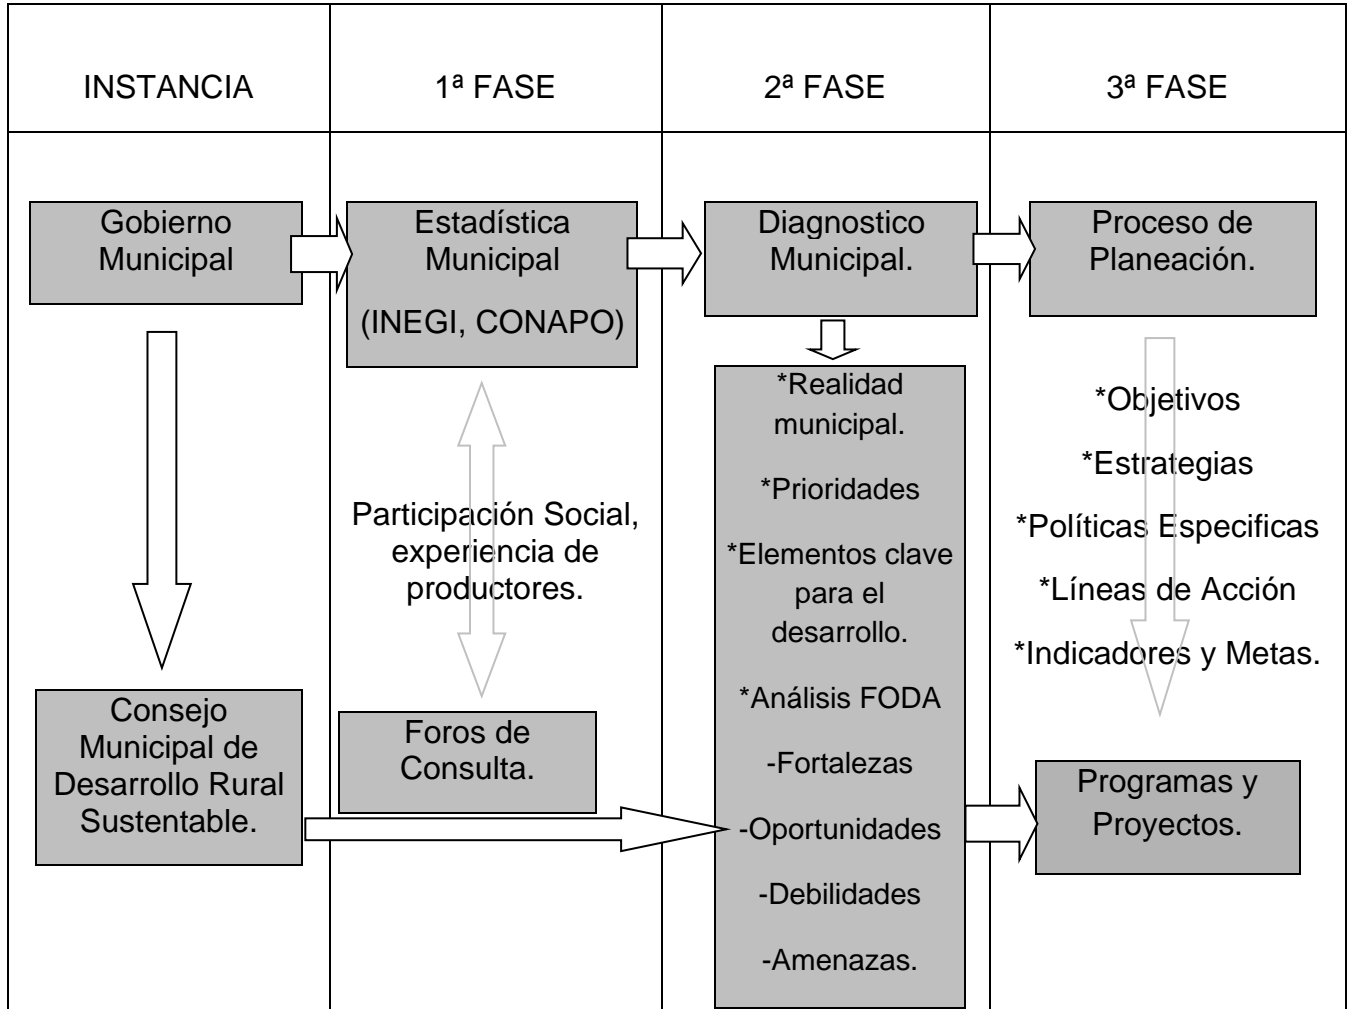 INSTANCIA
1ª FASE
2ª FASE
3ª FASE
Gobierno
Municipal
Estadística
Municipal
(INEGI, CONAPO)
Diagnostico
Municipal.
Proceso de
Planeación.
Participación Social,
experiencia de
productores.
*Realidad
municipal.
*Prioridades
*Elementos clave
para el
desarrollo.
*Análisis FODA
-Fortalezas
-Oportunidades
-Debilidades
-Amenazas.
*Objetivos
*Estrategias
*Políticas Especificas
*Líneas de Acción
*Indicadores y Metas.
Consejo
Municipal de
Desarrollo Rural
Sustentable.
Foros de
Consulta.
Programas y
Proyectos.